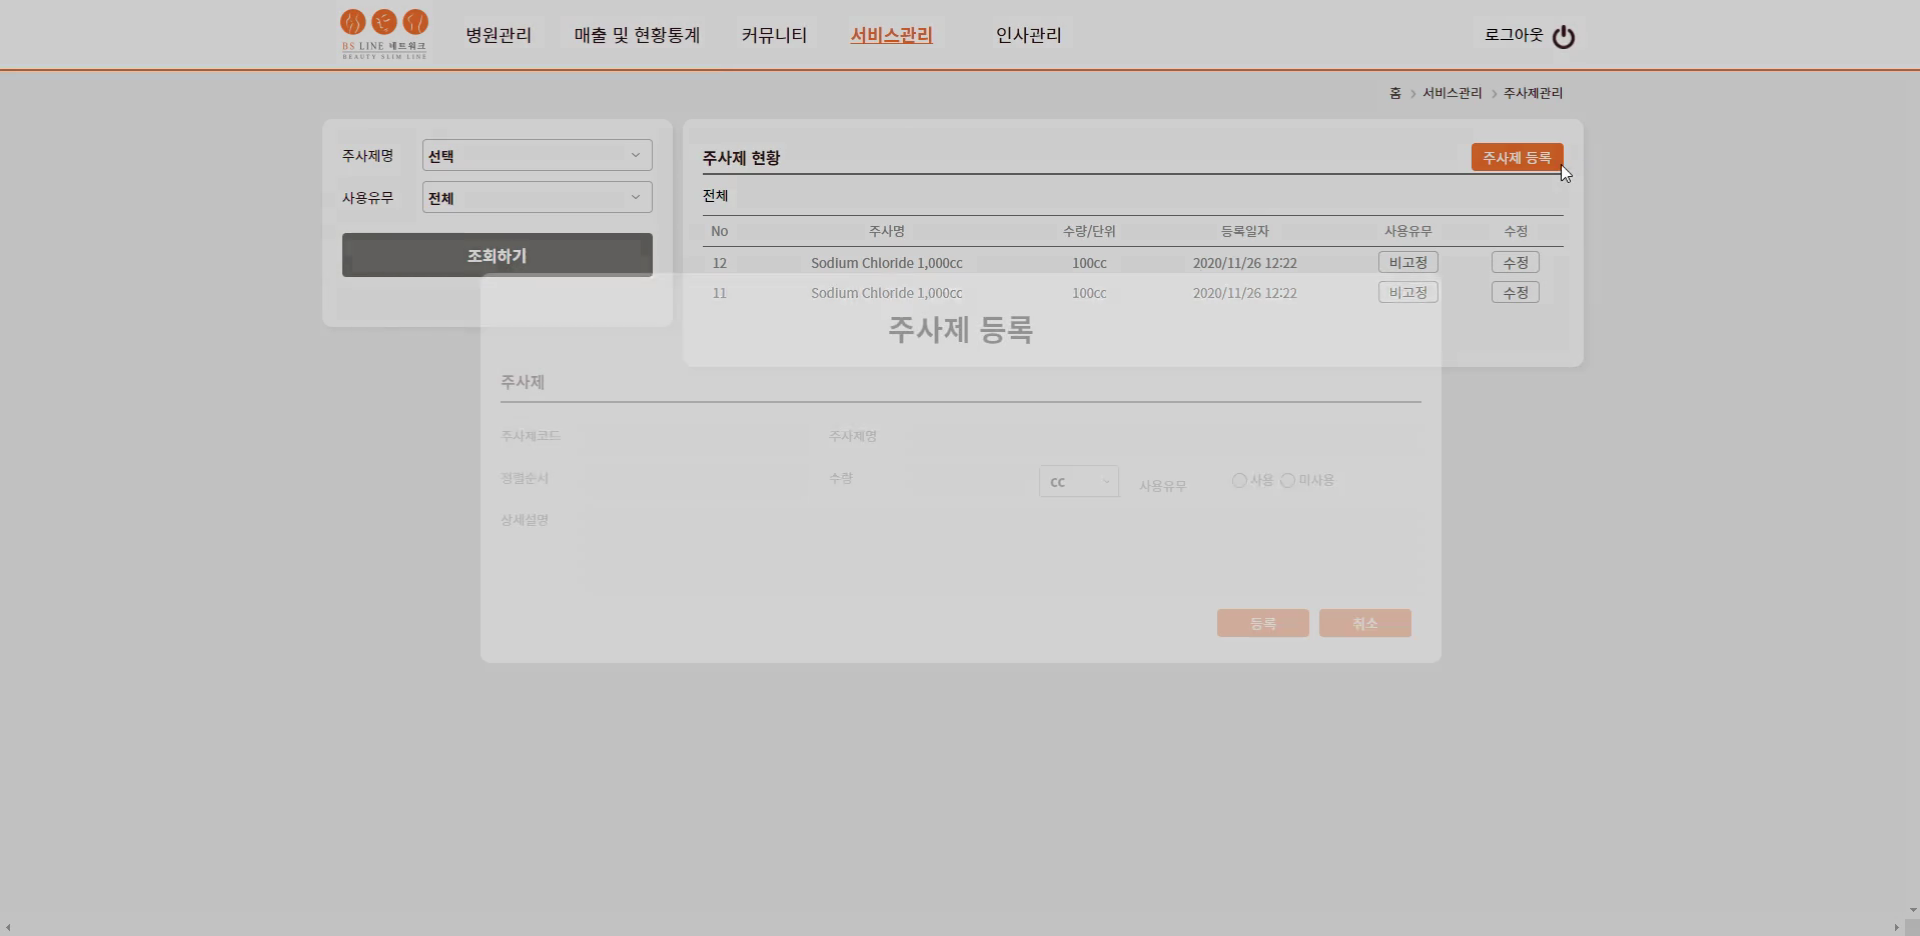 BS LINE 네트워크
BEAUTY SLIM LINE
병원관리 매출 및 현황통계 커뮤니티 서비스관리 인사관리 로그아웃
홈 > 서비스관리 > 주사제관리
주사제명 선택
사용유무 전체
조회하기
주사제 현황 주사제 등록
전체
No 주사명 수량/단위 등록일자 사용유무 수정
12 Sodium Chloride 1,000cc 100cc 2020/11/26 12:22 비고정 수정
11 Sodium Chloride 1,000cc 100cc 2020/11/26 12:22 비고정 수정
주사제 등록
주사제
주사제코드 주사제명
정렬순서 수량 cc 사용유무 사용 미사용
상세설명
등록 취소